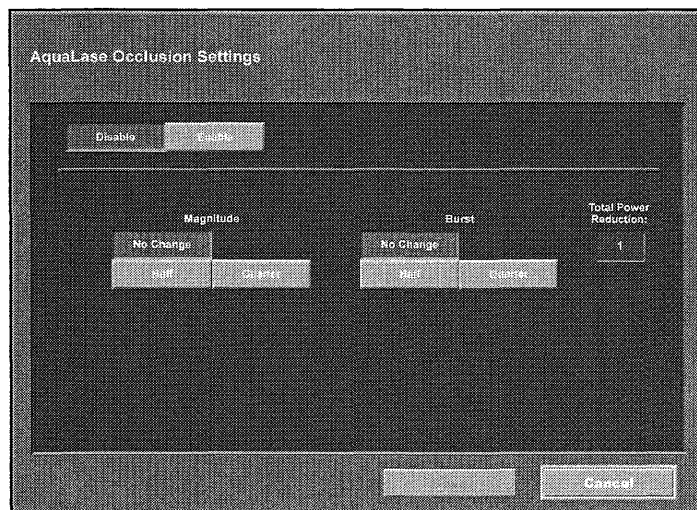 AquaLase Occlusion Settings
Disable Enable
Magnitude Burst Total Power
Reduction:
No Change No Change 1
Half Quarter Half Quarter
Cancel